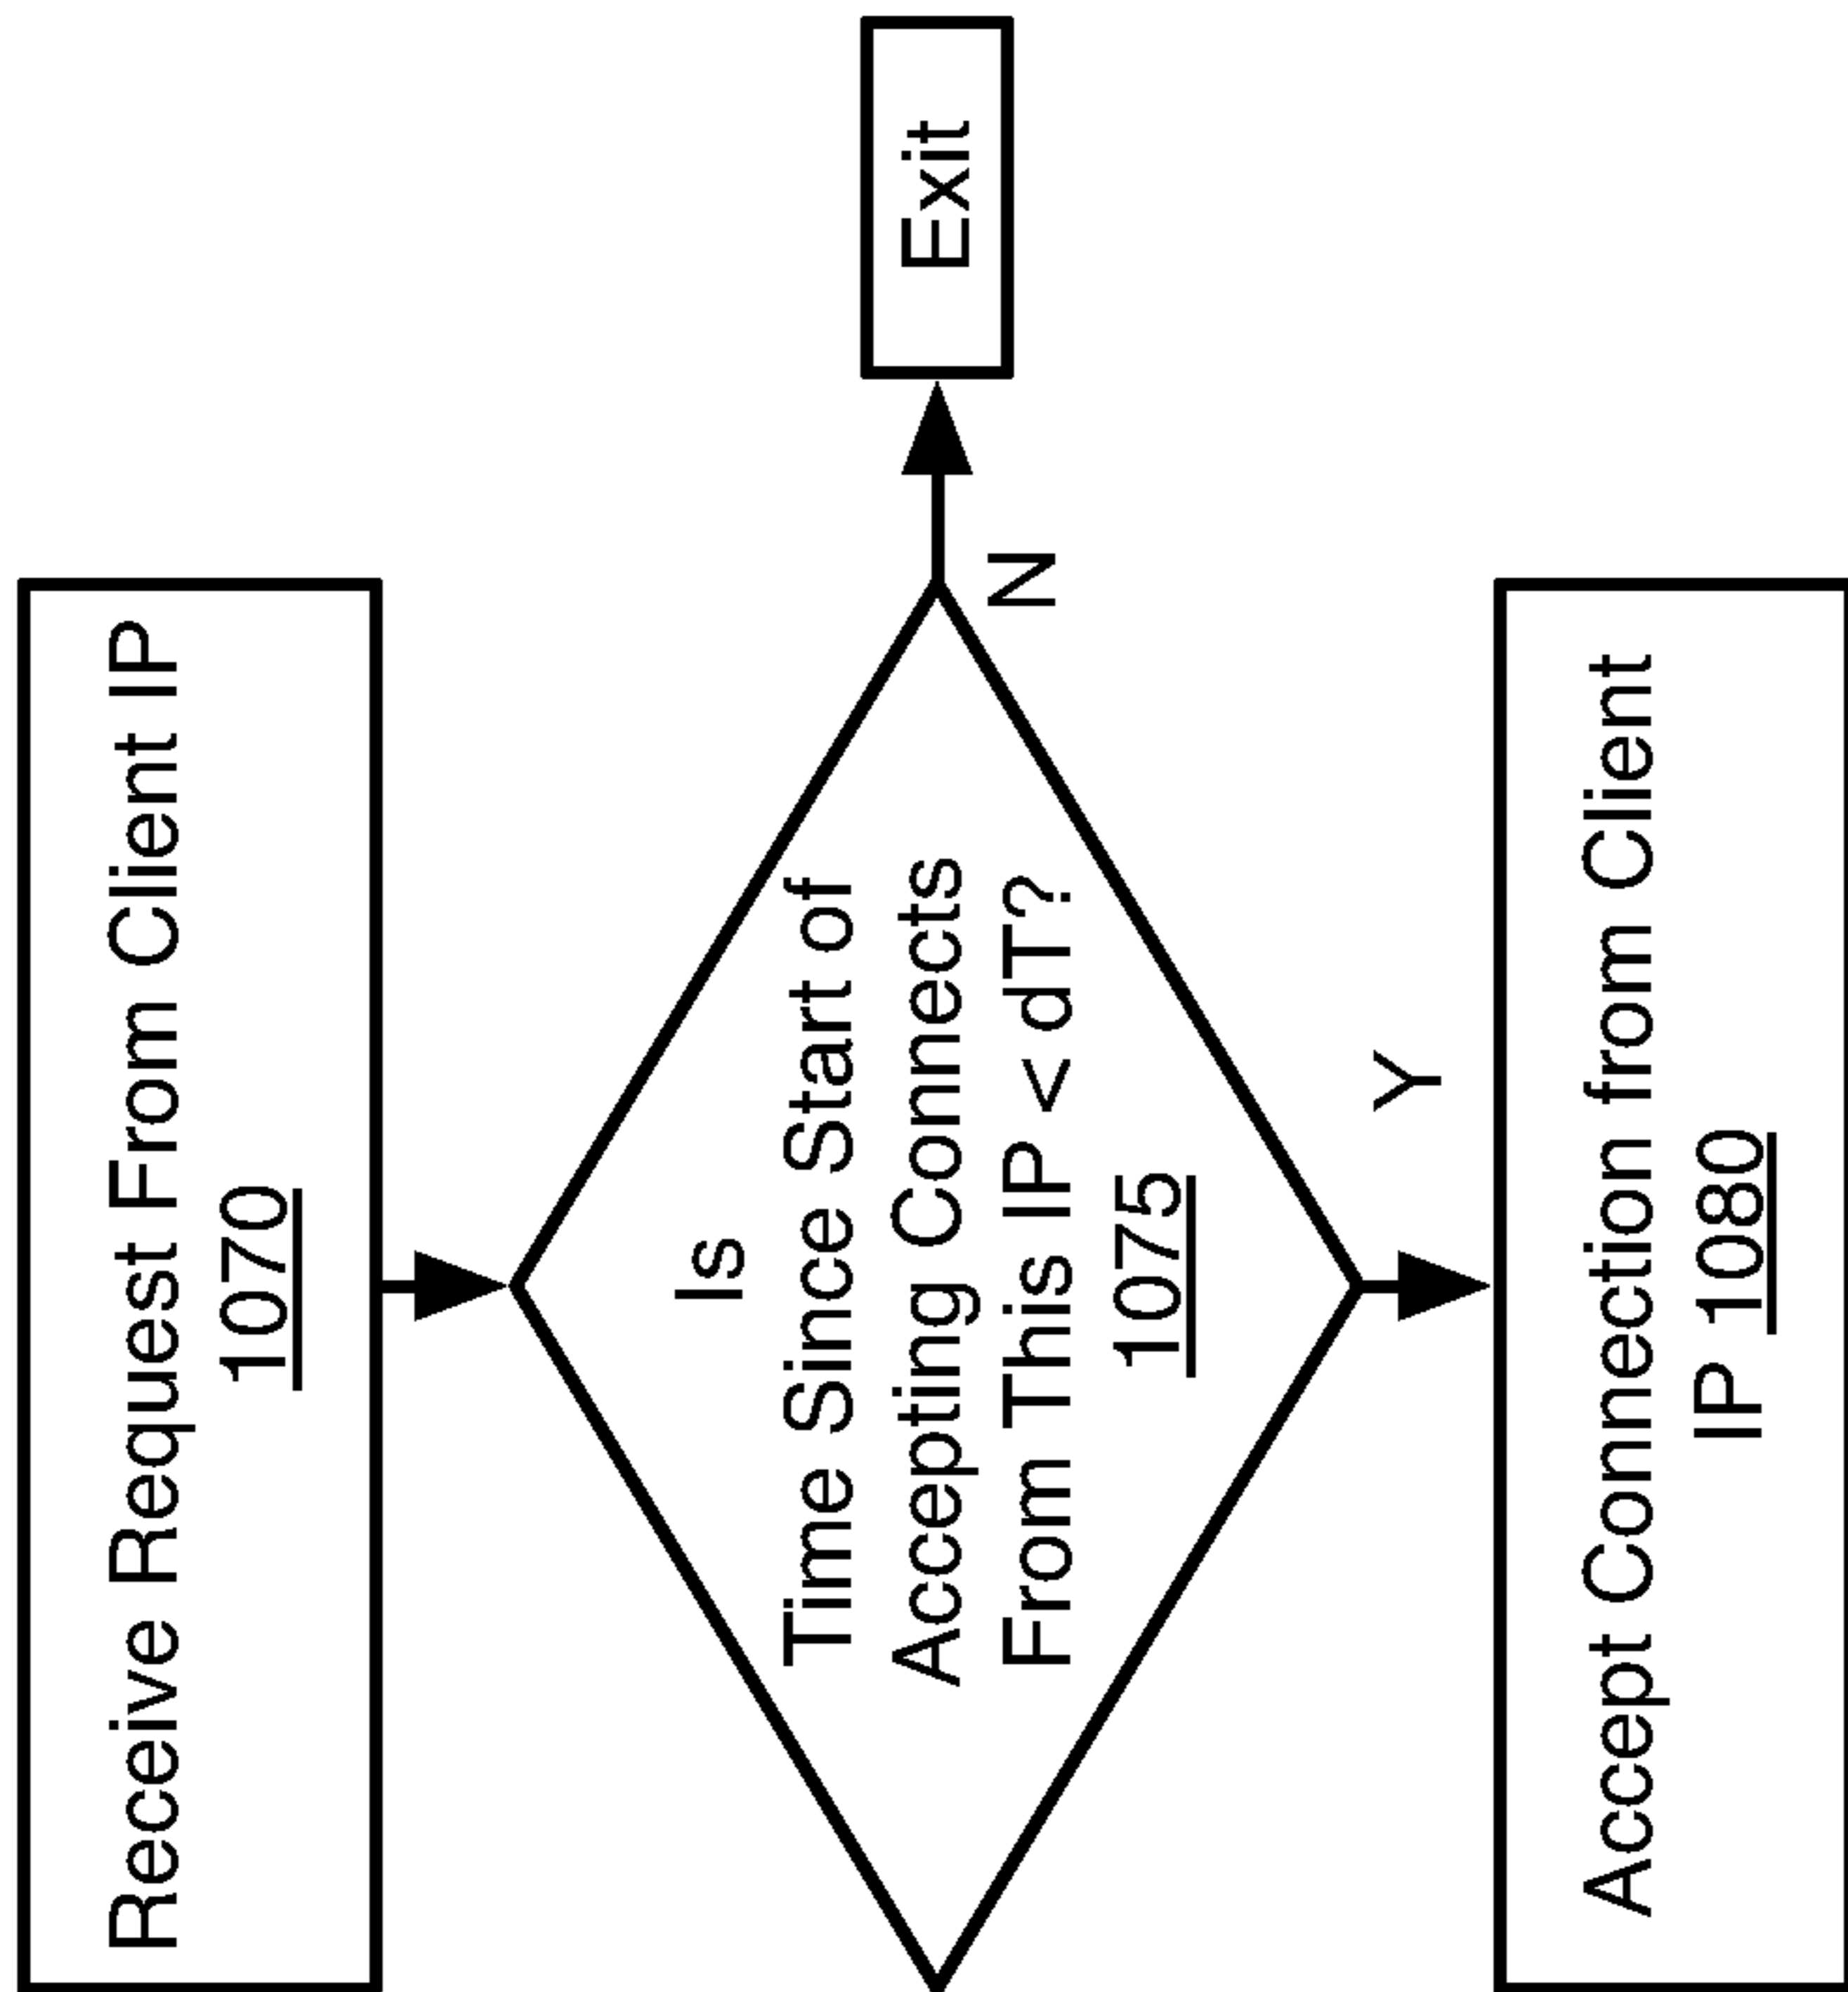 Receive Request From Client IP
1070
Is
Time Since Start of
Accepting Connects
From This IP < dT?
1075
N
Exit
Y
Accept Connection from Client
IP 1080